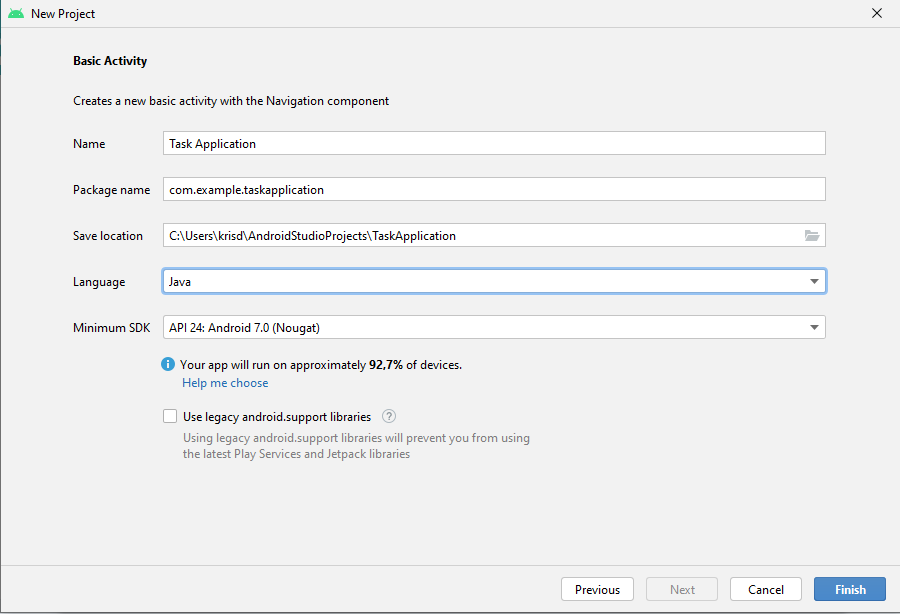 New Project
Basic Activity
Creates a new basic activity with the Navigation component
Name Task Application
Package name com.example.taskapplication
Save location C:\Users\krisd\AndroidStudioProjects\TaskApplication
Language Java
Minimum SDK API 24: Android 7.0 (Nougat)
Your app will run on approximately 92,7% of devices.
Help me choose
Use legacy android.support libraries ?
Using legacy android.support libraries will prevent you from using
the latest Play Services and Jetpack libraries
Previous Next Cancel Finish